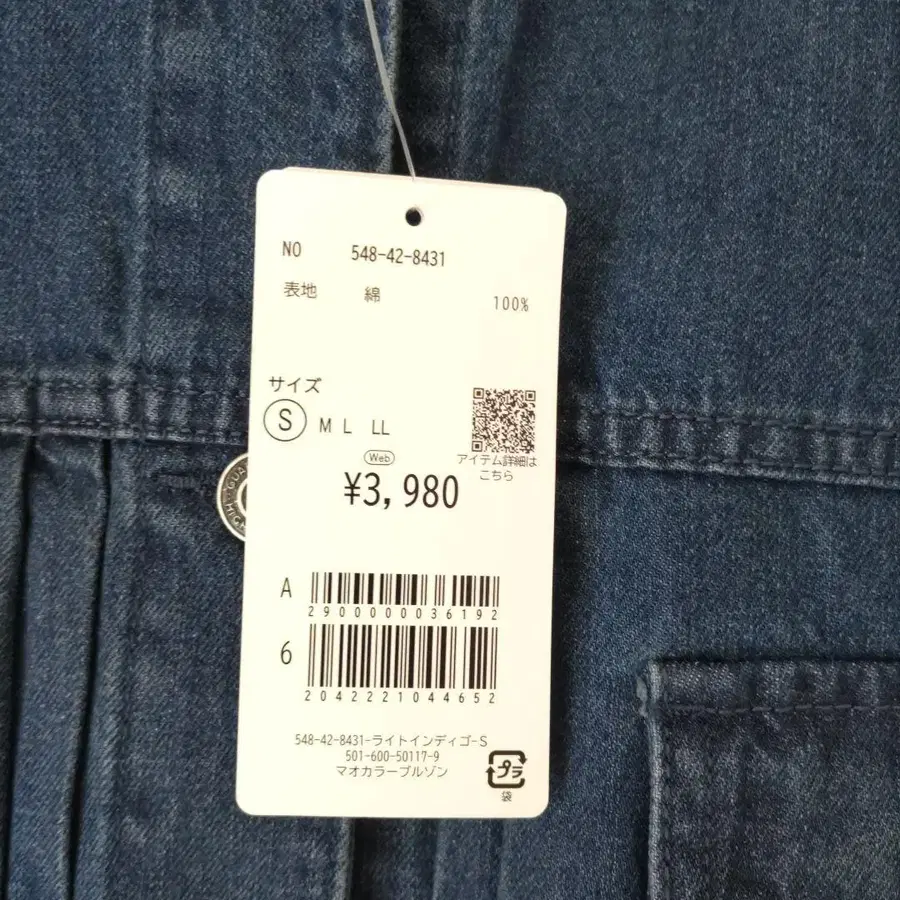 NO 548-42-8431
表地 綿 100%
サイズ
S M L LL
Web
アイテム詳細は
こちら
¥3,980
A
2900000036192
6
2042221044652
548-42-8431-ライトインディゴ-S
501-600-50117-9
マオカラーブルゾン
プラ
袋